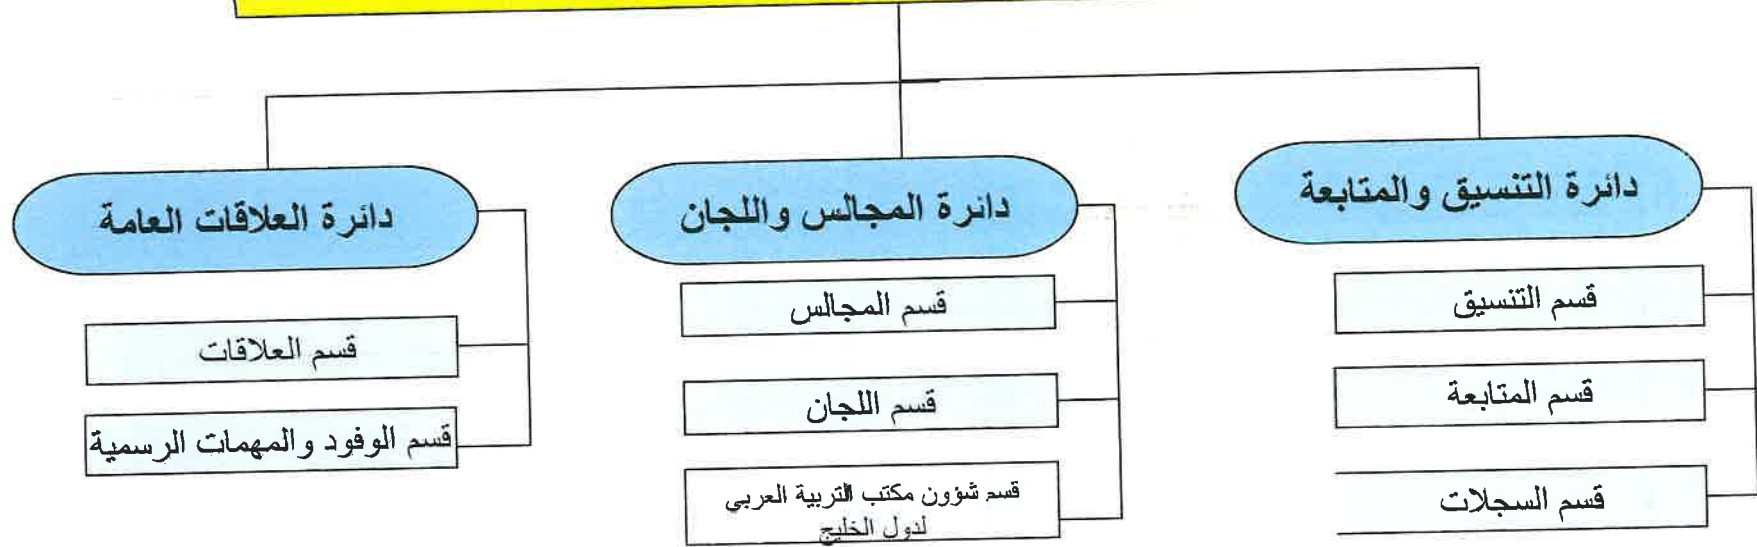 دائرة التنسيق والمتابعة
قسم التنسيق
قسم المتابعة
قسم السجلات
دائرة المجالس واللجان
قسم المجالس
قسم اللجان
قسم شؤون مكتب التربية العربي
لدول الخليج
دائرة العلاقات العامة
قسم العلاقات
قسم الوفود والمهمات الرسمية